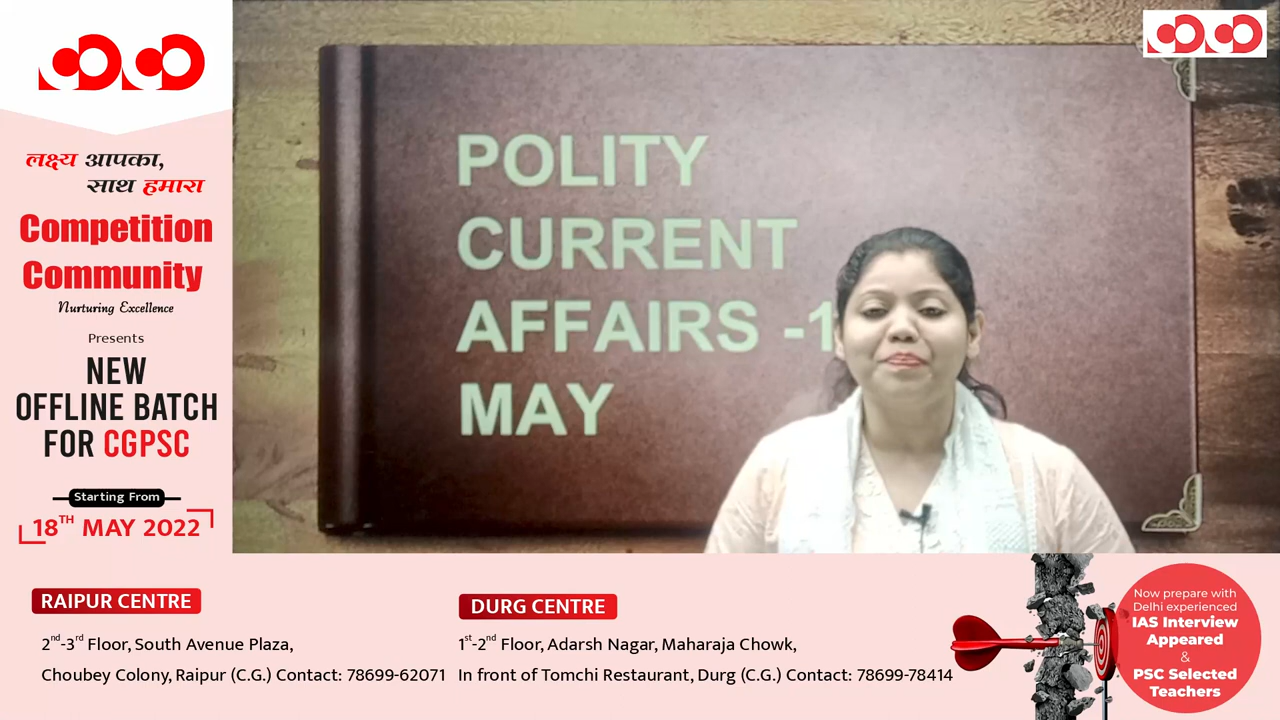 लक्ष्य आपका,
साथ हमारा
Competition
Community
Nurturing Excellence
Presents
NEW
OFFLINE BATCH
FOR CGPSC
Starting From
18TH MAY 2022
POLITY
CURRENT
AFFAIRS -1
MAY
RAIPUR CENTRE
2nd-3rd Floor, South Avenue Plaza,
Choubey Colony, Raipur (C.G.) Contact: 78699-62071
DURG CENTRE
1st-2nd Floor, Adarsh Nagar, Maharaja Chowk,
In front of Tomchi Restaurant, Durg (C.G.) Contact: 78699-78414
Now prepare with
Delhi experienced
IAS Interview
Appeared
&
PSC Selected
Teachers